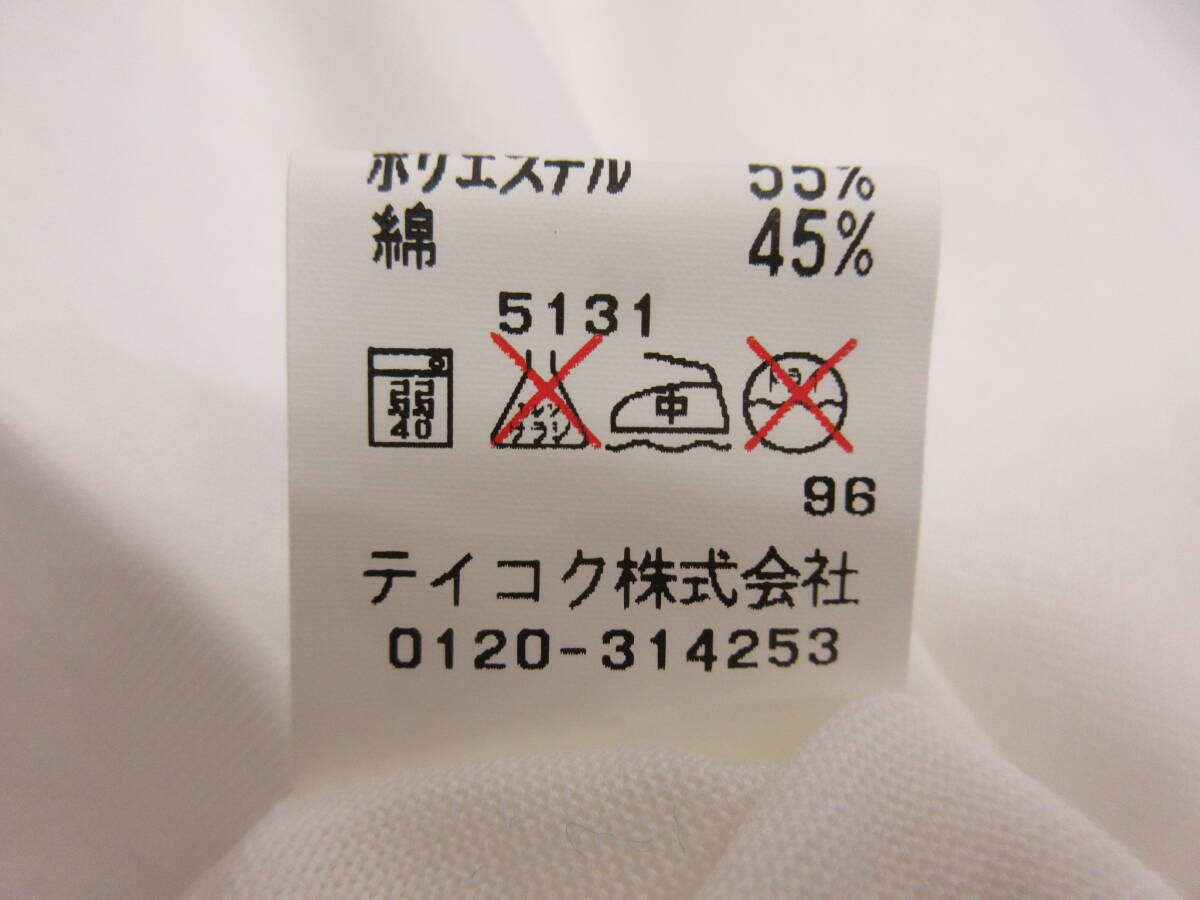 ポリエステル 55%
綿 45%
5131
弱
40
エンソ
サラシ
中
ドライ
96
テイコク株式会社
0120-314253